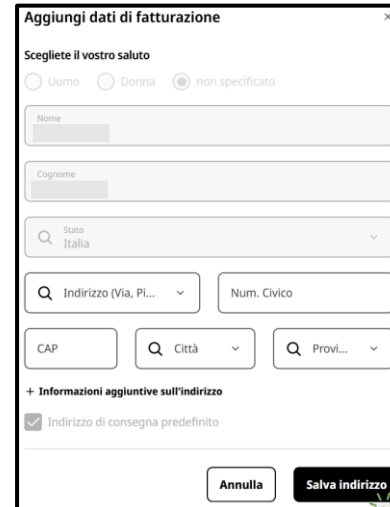 Aggiungi dati di fatturazione
Scegliete il vostro saluto
Uomo Donna non specificato
Nome
Cognome
Stato
Italia
Indirizzo (Via, Pi... Num. Civico
CAP Città Provi...
+ Informazioni aggiuntive sull'indirizzo
Indirizzo di consegna predefinito
Annulla Salva indirizzo